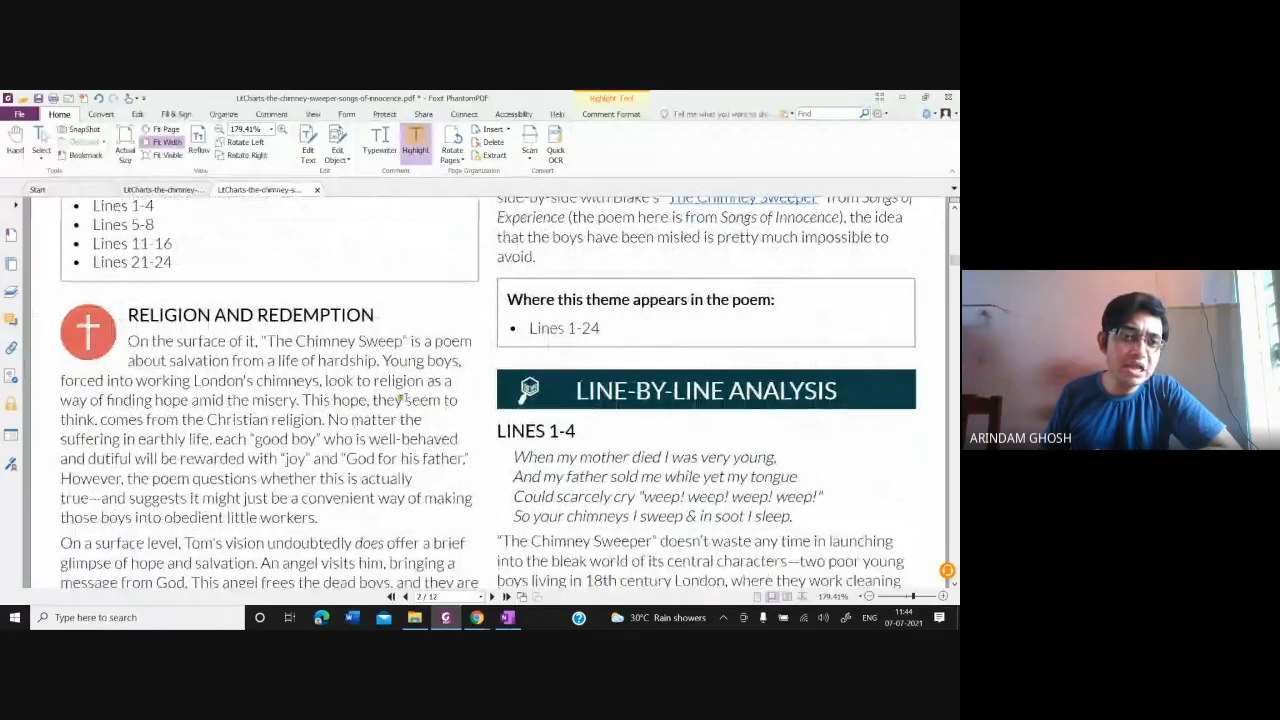 LitCharts-the-chmney-sweeper-songs-of-innocence.pdf * - Foxit PhantomPDF
Highlight Tool
File Home Convert Fill & Sign Organize Comment View Form Protect Share Connect Accessibility Help Comment Format Tell me what you want to do.. Find
Hand
Select
SnapShot
Clipboard
Bookmark
Tools
Actual Size
Fit Page
Fit Width
Fit Visible
Reflow
179.41%
Rotate Left
Rotate Right
View
Edit Text
Edit Object
Edit
Typewriter
Highlight
Comment
Rotate Pages
Insert
Delete
Extract
Page Organization
Scan
Quick OCR
Convert
Start
LitCharts-the-chimney-...
LitCharts-the-chmney-s...
• Lines 1-4
• Lines 5-8
• Lines 11-16
• Lines 21-24
RELIGION AND REDEMPTION
On the surface of it, "The Chimney Sweep" is a poem
about salvation from a life of hardship. Young boys,
forced into working London's chimneys, look to religion as a
way of finding hope amid the misery. This hope, they seem to
think, comes from the Christian religion. No matter the
suffering in earthly life, each "good boy" who is well-behaved
and dutiful will be rewarded with "joy" and "God for his father."
However, the poem questions whether this is actually
true—and suggests it might just be a convenient way of making
those boys into obedient little workers.
On a surface level, Tom's vision undoubtedly does offer a brief
glimpse of hope and salvation. An angel visits him, bringing a
message from God. This angel frees the dead boys, and they are
side-by-side with Blake's "The Chimney Sweeper" from Songs of
Experience (the poem here is from Songs of Innocence), the idea
that the boys have been misled is pretty much impossible to
avoid.
Where this theme appears in the poem:
• Lines 1-24
LINE-BY-LINE ANALYSIS
LINES 1-4
When my mother died I was very young,
And my father sold me while yet my tongue
Could scarcely cry "weep! weep! weep! weep!"
So your chimneys I sweep & in soot I sleep.
"The Chimney Sweeper" doesn't waste any time in launching
into the bleak world of its central characters—two poor young
boys living in 18th century London, where they work cleaning
2 / 12
179.41%
Type here to search
30°C Rain showers
ENG
11:44
07-07-2021
ARINDAM GHOSH